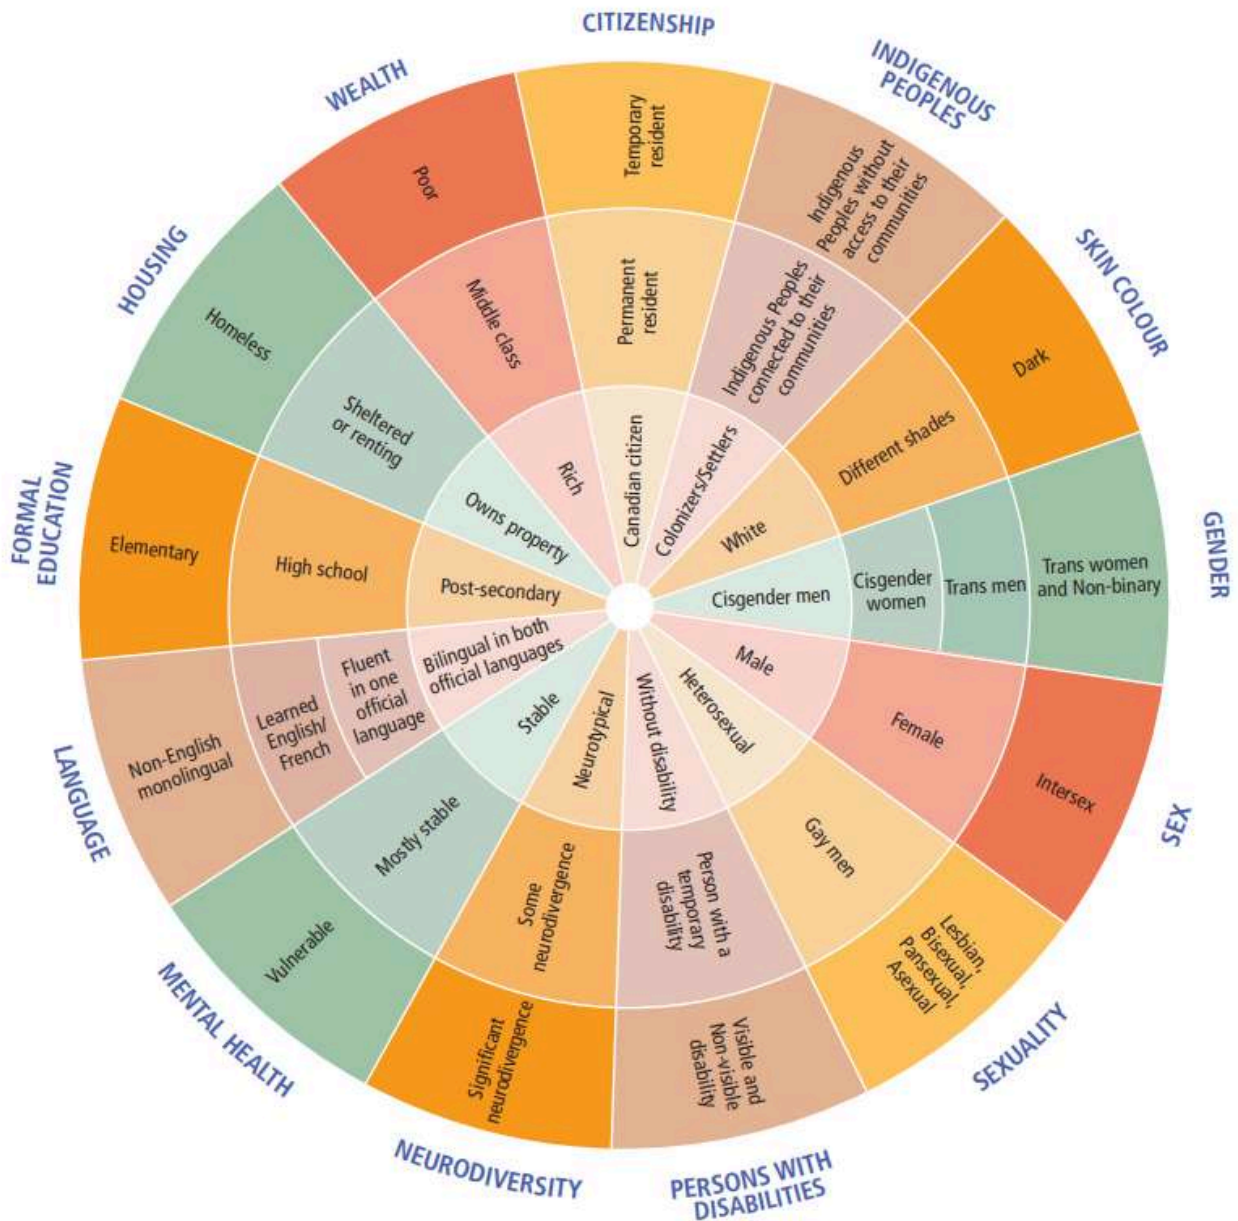 CITIZENSHIP
Temporary
resident
Permanent
resident
Canadian citizen
INDIGENOUS
PEOPLES
Indigenous
Peoples without
access to their
communities
Indigenous Peoples
connected to their
communities
Colonizers/Settlers
SKIN COLOUR
Dark
Different shades
White
GENDER
Trans women
and Non-binary
Trans men
Cisgender
women
Cisgender men
SEX
Intersex
Female
Male
SEXUALITY
Lesbian,
Bisexual,
Pansexual,
Asexual
Gay men
Heterosexual
PERSONS WITH
DISABILITIES
Visible and
Non-visible
disability
Person with a
temporary
disability
Without disability
NEURODIVERSITY
Significant
neurodivergence
Some
neurodivergence
Neurotypical
MENTAL HEALTH
Vulnerable
Mostly stable
Stable
LANGUAGE
Non-English
monolingual
Learned
English/
French
Fluent
in one
official
language
Bilingual in both
official languages
FORMAL
EDUCATION
Elementary
High school
Post-secondary
HOUSING
Homeless
Sheltered
or renting
Owns property
WEALTH
Poor
Middle class
Rich